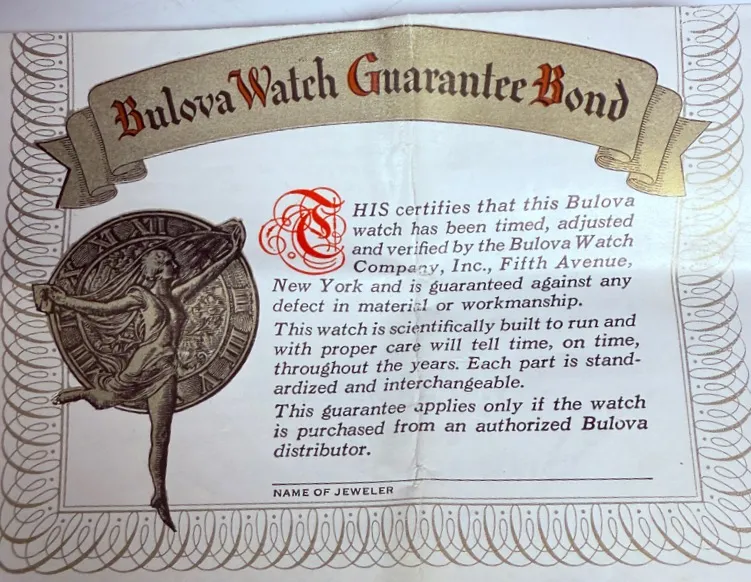 Bulova Watch Guarantee Bond
THIS certifies that this Bulova
watch has been timed, adjusted
and verified by the Bulova Watch
Company, Inc., Fifth Avenue,
New York and is guaranteed against any
defect in material or workmanship.
This watch is scientifically built to run and
with proper care will tell time, on time,
throughout the years. Each part is stand-
ardized and interchangeable.
This guarantee applies only if the watch
is purchased from an authorized Bulova
distributor.
NAME OF JEWELER